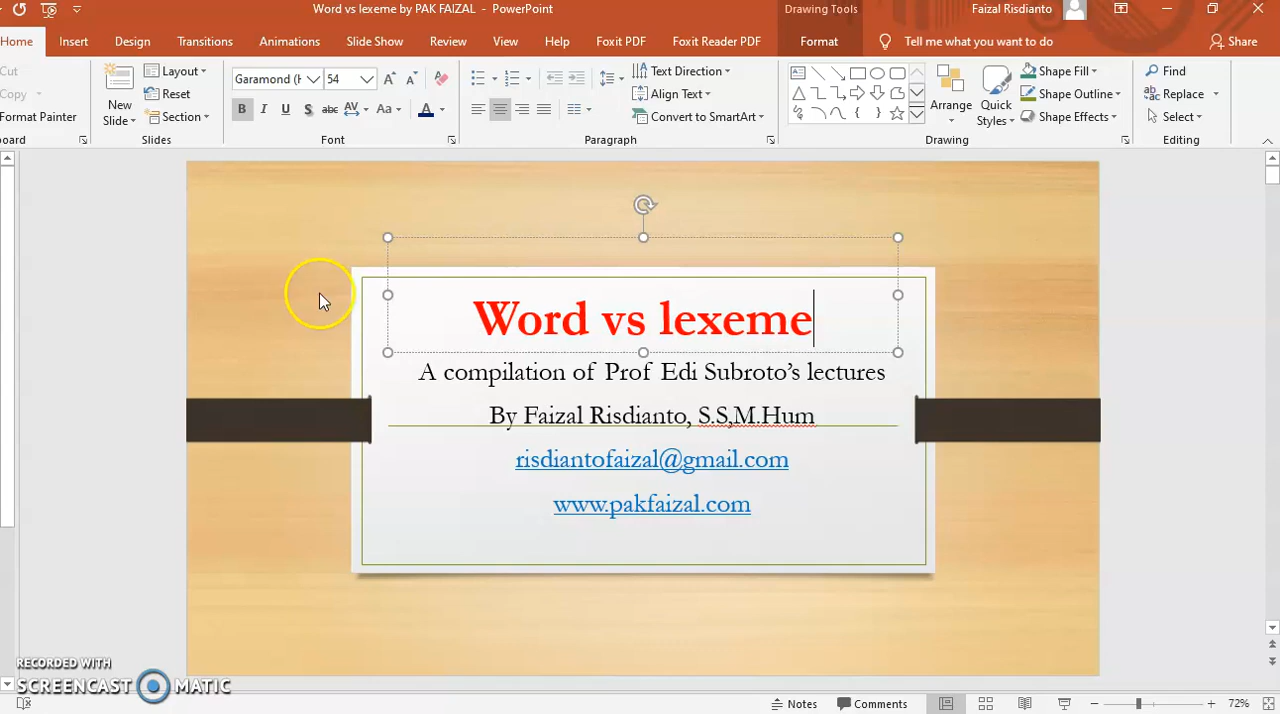 Word vs lexeme by PAK FAIZAL - PowerPoint
Drawing Tools
Faizal Risdianto
Home Insert Design Transitions Animations Slide Show Review View Help Foxit PDF Foxit Reader PDF Format Tell me what you want to do Share
Cut
Copy
Format Painter
New Slide
Layout
Reset
Section
Garamond (H 54
B I U S abc AV Aa A
Text Direction
Align Text
Convert to SmartArt
Arrange
Quick Styles
Shape Fill
Shape Outline
Shape Effects
Find
Replace
Select
board Slides Font Paragraph Drawing Editing
Word vs lexeme
A compilation of Prof Edi Subroto’s lectures
By Faizal Risdianto, S.S,M.Hum
risdiantofaizal@gmail.com
www.pakfaizal.com
RECORDED WITH
SCREENCAST MATIC
Notes Comments 72%